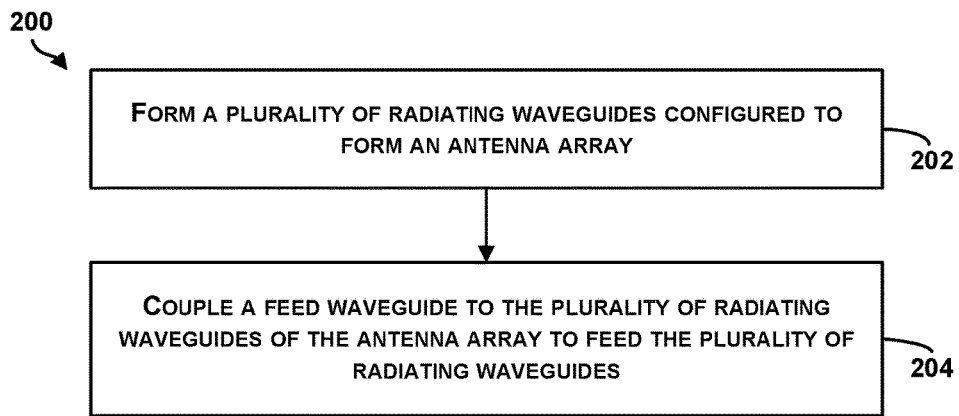 200
FORM A PLURALITY OF RADIATING WAVEGUIDES CONFIGURED TO
FORM AN ANTENNA ARRAY
202
COUPLE A FEED WAVEGUIDE TO THE PLURALITY OF RADIATING
WAVEGUIDES OF THE ANTENNA ARRAY TO FEED THE PLURALITY OF
RADIATING WAVEGUIDES
204